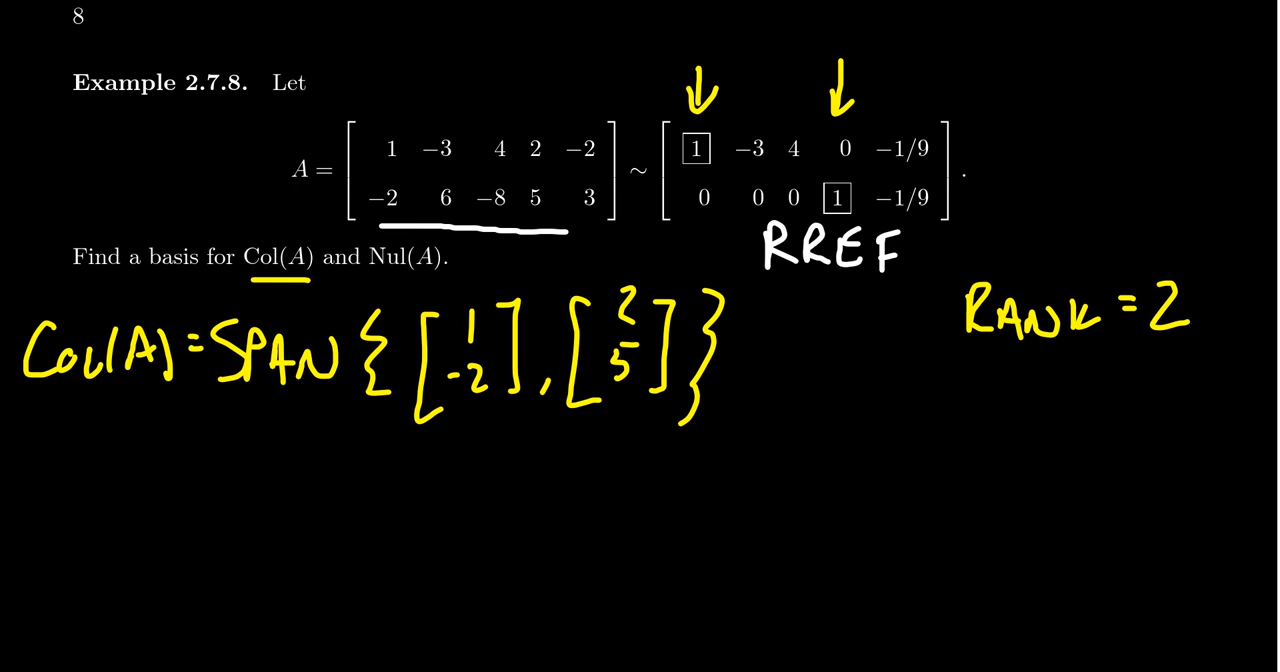 8
Example 2.7.8. Let
A = [ 1 −3 4 2 −2 ; −2 6 −8 5 3 ] ∼ [ 1 −3 4 0 −1/9 ; 0 0 0 1 −1/9 ] .
RREF
Find a basis for Col(A) and Nul(A).
RANK = 2
Col(A) = SPAN { [ 1 ; -2 ] , [ 2 ; 5 ] }